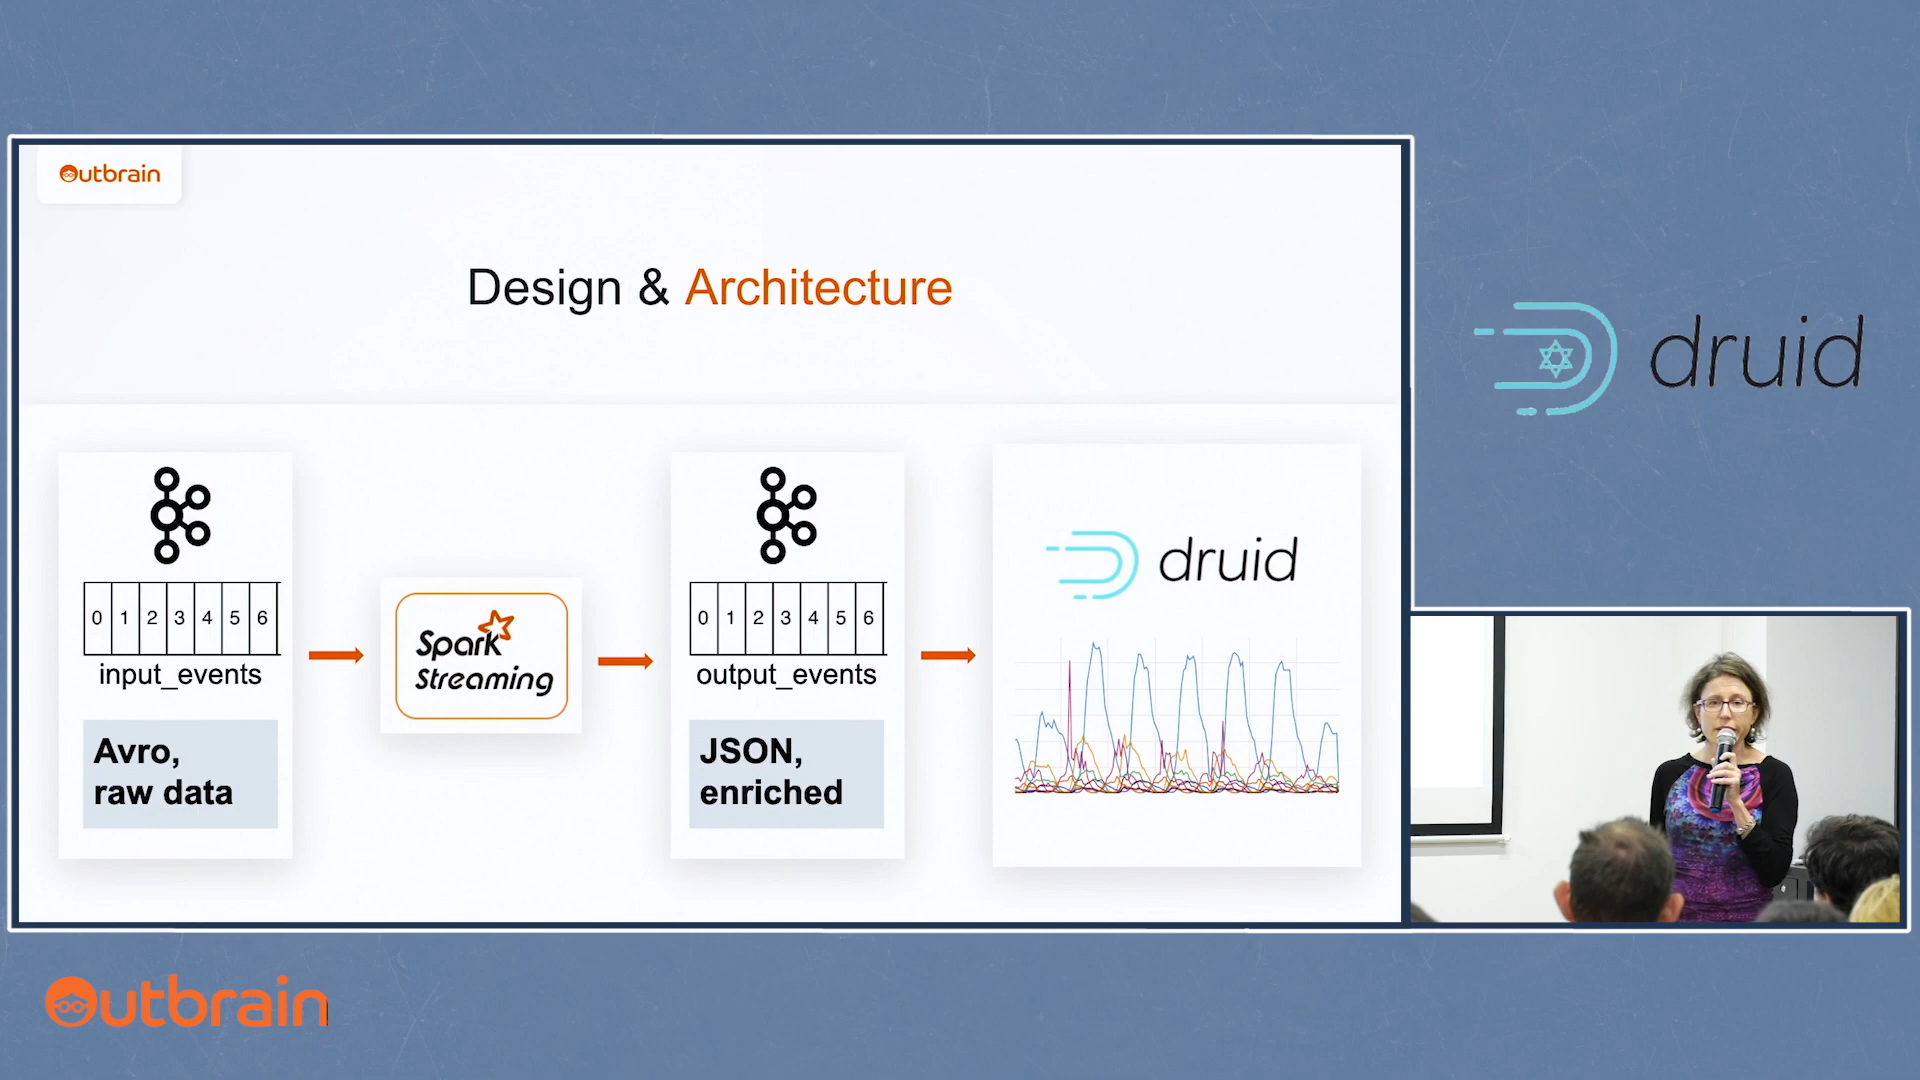 Outbrain
Design & Architecture
0 1 2 3 4 5 6
input_events
Avro,
raw data
Spark
Streaming
0 1 2 3 4 5 6
output_events
JSON,
enriched
druid
druid
Outbrain